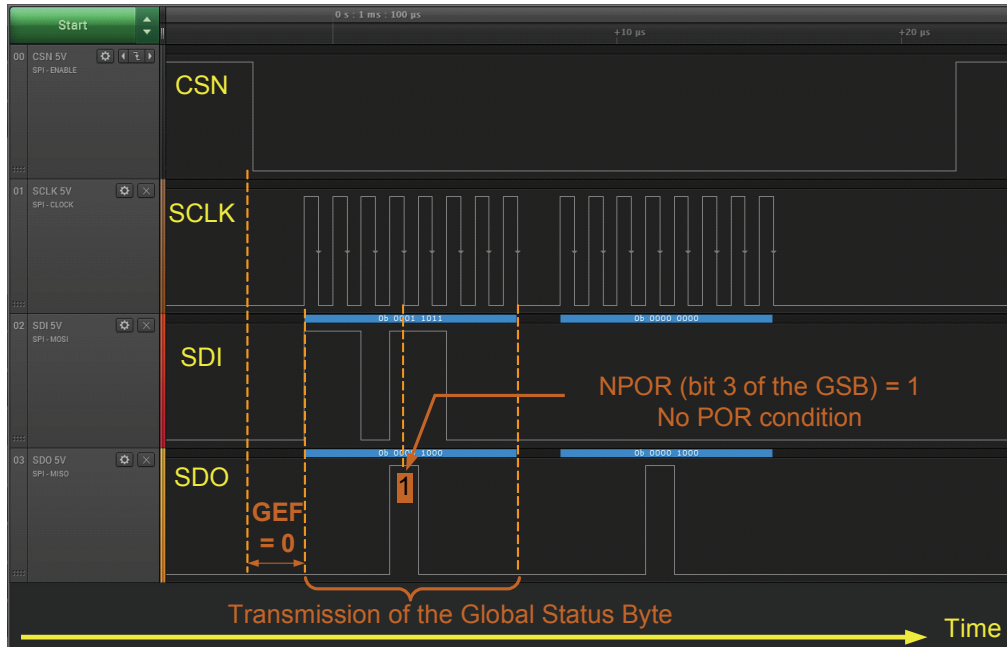 Start
0 s : 1 ms : 100 µs
+10 µs
+20 µs
00 CSN 5V
SPI - ENABLE
CSN
01 SCLK 5V
SPI - CLOCK
SCLK
02 SDI 5V
SPI - MOSI
0b 0001 1011
0b 0000 0000
SDI
NPOR (bit 3 of the GSB) = 1
No POR condition
03 SDO 5V
SPI - MISO
0b 0000 1000
0b 0000 1000
SDO
1
GEF
= 0
Transmission of the Global Status Byte
Time